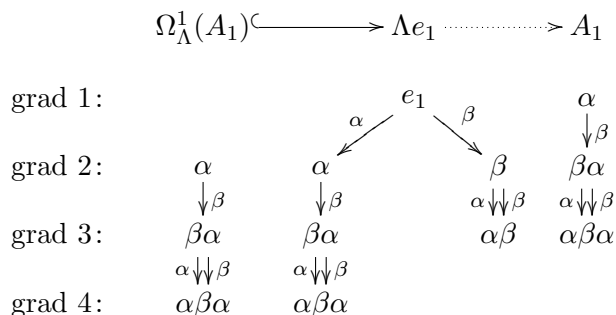 Ω¹_Λ(A₁) Λe₁ A₁
grad 1: e₁ α
α β β
grad 2: α α β βα
β β α β α β
grad 3: βα βα αβ αβα
α β α β
grad 4: αβα αβα